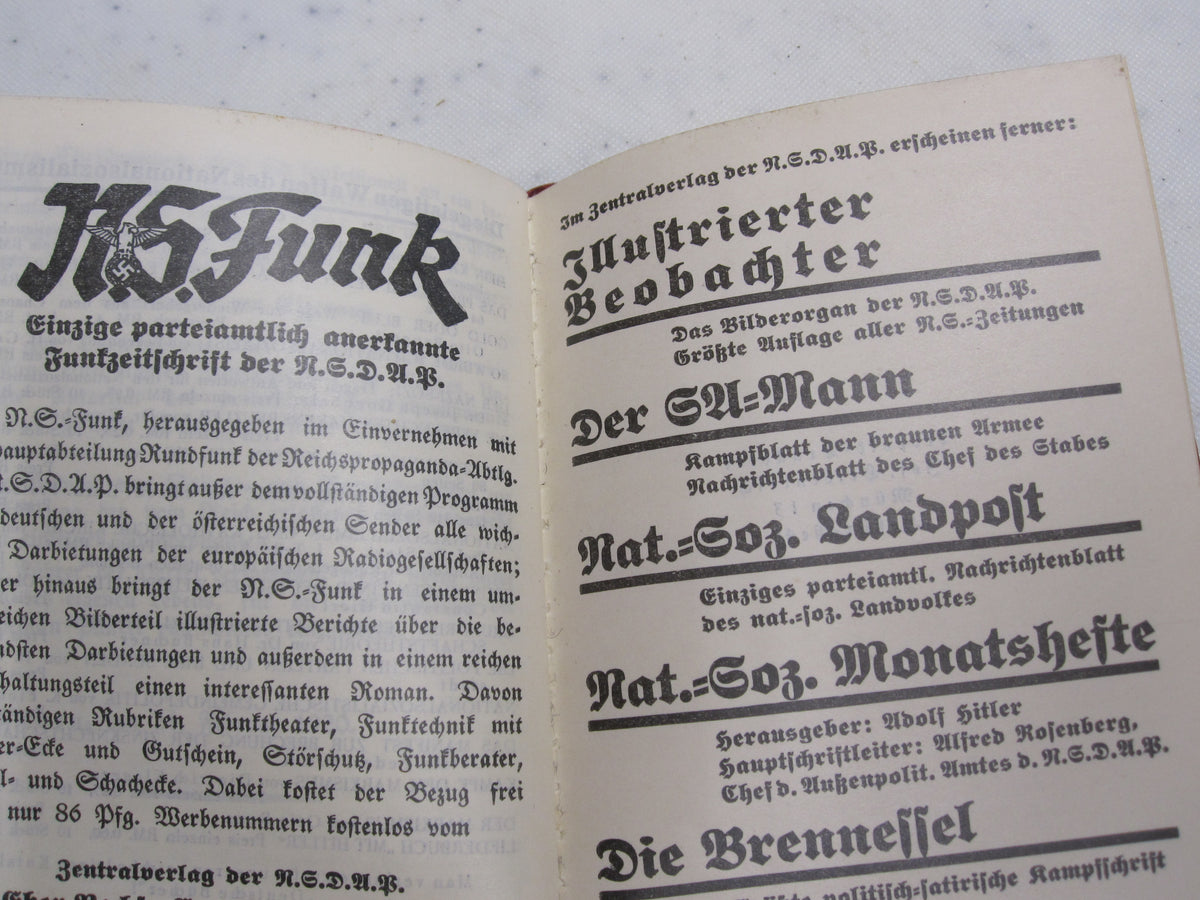 N.S.Funk
Einzige parteiamtlich anerkannte
Funkzeitschrift der N.S.D.A.P.
N.S.-Funk, herausgegeben im Einvernehmen mit
hauptabteilung Rundfunk der Reichspropaganda-Abtlg.
N.S.D.A.P. bringt außer dem vollständigen Programm
deutschen und der österreichischen Sender alle wich-
Darbietungen der europäischen Radiogesellschaften;
er hinaus bringt der N.S.-Funk in einem um-
eichen Bilderteil illustrierte Berichte über die be-
ndsten Darbietungen und außerdem in einem reichen
haltungsteil einen interessanten Roman. Davon
tändigen Rubriken Funktheater, Funktechnik mit
er-Ecke und Gutschein, Störschutz, Funkberater,
l- und Schachecke. Dabei kostet der Bezug frei
nur 86 Pfg. Werbenummern kostenlos vom
Zentralverlag der N.S.D.A.P.
Im Zentralverlag der N.S.D.A.P. erscheinen ferner:
Illustrierter
Beobachter
Das Bilderorgan der N.S.D.A.P.
Größte Auflage aller N.S.-Zeitungen
Der SA-Mann
Kampfblatt der braunen Armee
Nachrichtenblatt des Chef des Stabes
Nat.-Soz. Landpost
Einziges parteiamtl. Nachrichtenblatt
des nat.-soz. Landvolkes
Nat.-Soz. Monatshefte
Herausgeber: Adolf Hitler
Hauptschriftleiter: Alfred Rosenberg,
Chef d. Außenpolit. Amtes d. N.S.D.A.P.
Die Brennessel
politisch-satirische Kampfschrift